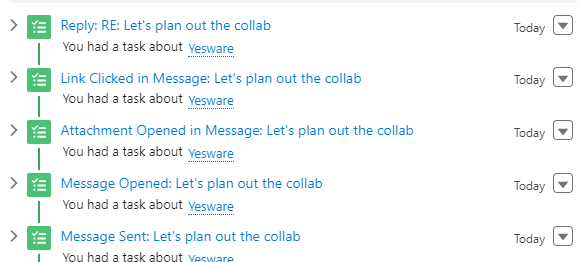 Reply: RE: Let's plan out the collab Today
You had a task about Yesware
Link Clicked in Message: Let's plan out the collab Today
You had a task about Yesware
Attachment Opened in Message: Let's plan out the collab Today
You had a task about Yesware
Message Opened: Let's plan out the collab Today
You had a task about Yesware
Message Sent: Let's plan out the collab Today
You had a task about Yesware